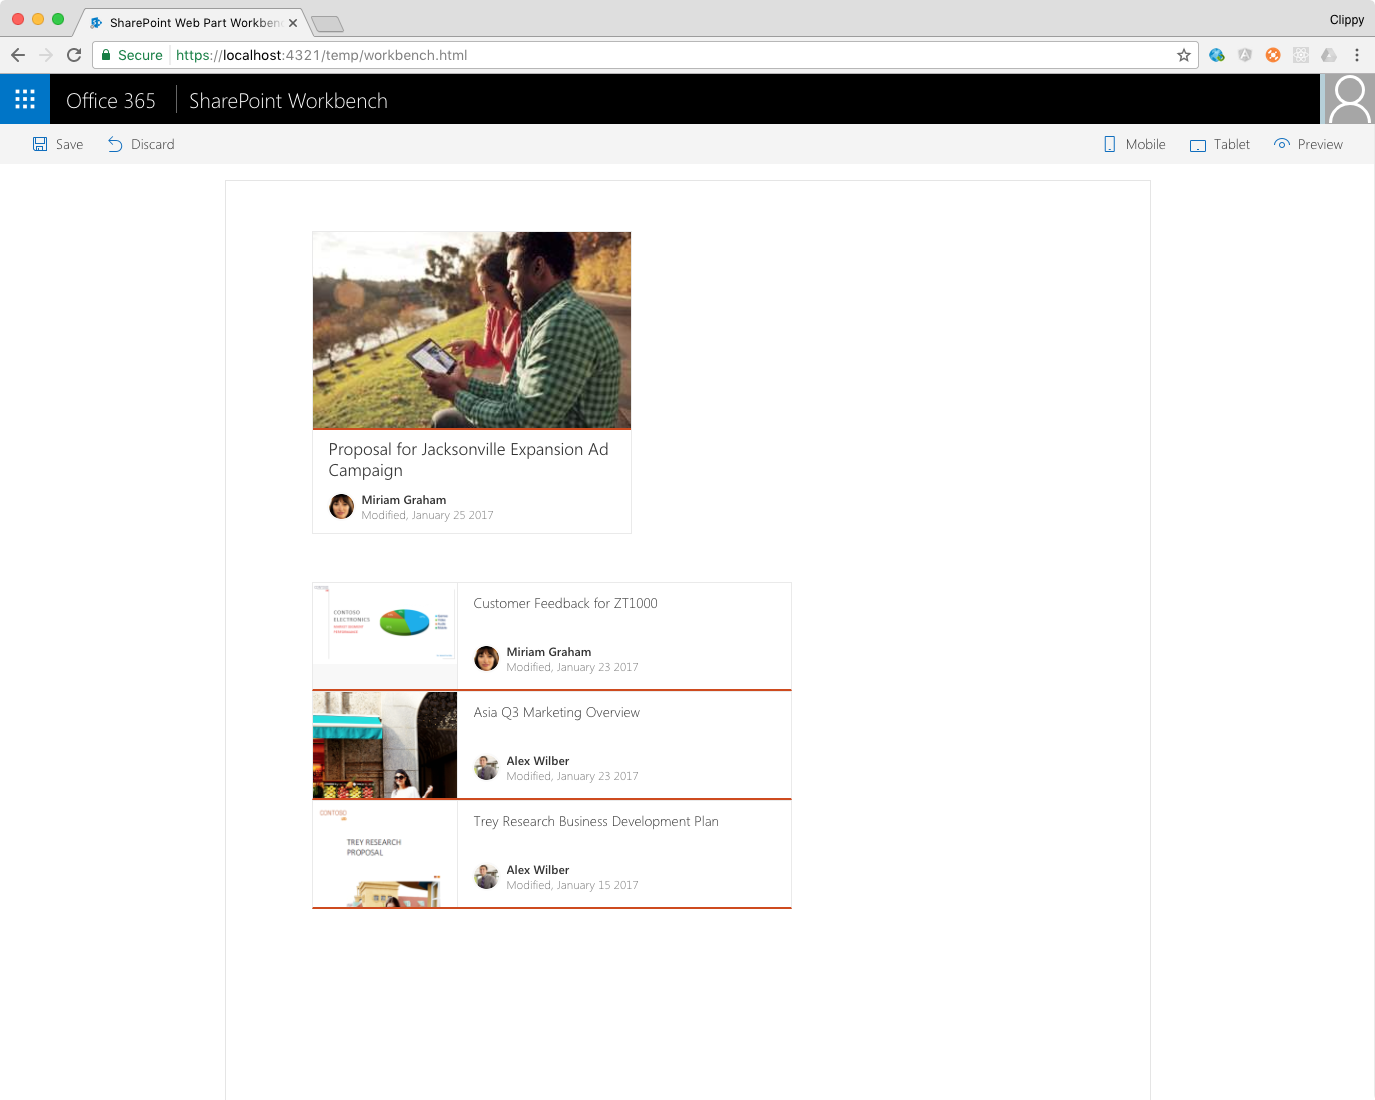 SharePoint Web Part Workben
Clippy
Secure
https://localhost:4321/temp/workbench.html
Office 365
SharePoint Workbench
Save
Discard
Mobile
Tablet
Preview
Proposal for Jacksonville Expansion Ad
Campaign
Miriam Graham
Modified, January 25 2017
CONTOSO
ELECTRONICS
Customer Feedback for ZT1000
Miriam Graham
Modified, January 23 2017
Asia Q3 Marketing Overview
Alex Wilber
Modified, January 23 2017
CONTOSO
TREY RESEARCH
PROPOSAL
Trey Research Business Development Plan
Alex Wilber
Modified, January 15 2017